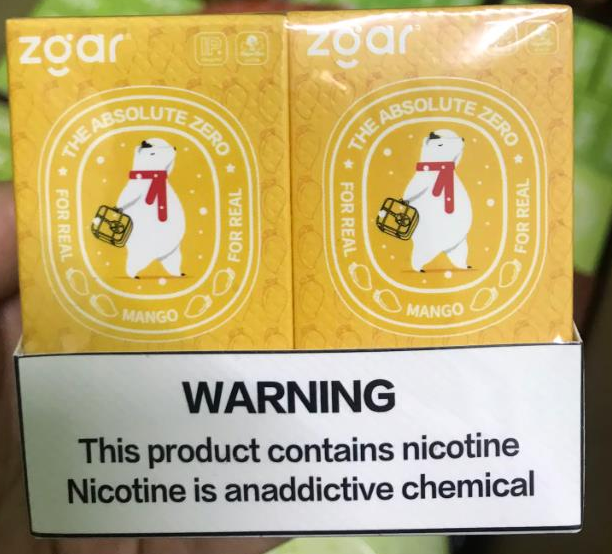 zgar
zgar
THE ABSOLUTE ZERO
FOR REAL
FOR REAL
MANGO
THE ABSOLUTE ZERO
FOR REAL
FOR REAL
MANGO
WARNING
This product contains nicotine
Nicotine is anaddictive chemical